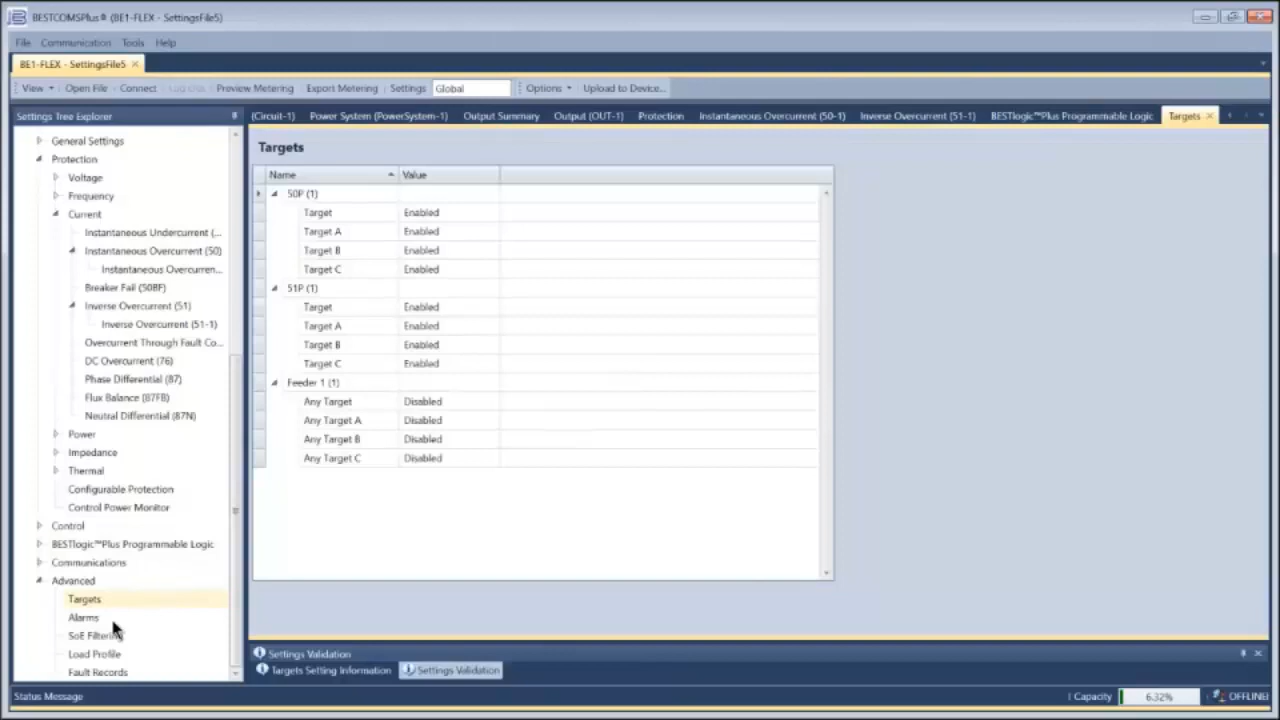 BESTCOMSPlus® (BE1-FLEX - SettingsFile5)
File Communication Tools Help
BE1-FLEX - SettingsFile5
View Open File Connect Log Out Preview Metering Export Metering Settings Global Options Upload to Device...
Settings Tree Explorer
(Circuit-1) Power System (PowerSystem-1) Output Summary Output (OUT-1) Protection Instantaneous Overcurrent (50-1) Inverse Overcurrent (51-1) BESTlogic™Plus Programmable Logic Targets
General Settings
Protection
Voltage
Frequency
Current
Instantaneous Undercurrent (...
Instantaneous Overcurrent (50)
Instantaneous Overcurren...
Breaker Fail (50BF)
Inverse Overcurrent (51)
Inverse Overcurrent (51-1)
Overcurrent Through Fault Co...
DC Overcurrent (76)
Phase Differential (87)
Flux Balance (87FB)
Neutral Differential (87N)
Power
Impedance
Thermal
Configurable Protection
Control Power Monitor
Control
BESTlogic™Plus Programmable Logic
Communications
Advanced
Targets
Alarms
SoE Filtering
Load Profile
Fault Records
Targets
Name Value
50P (1)
Target Enabled
Target A Enabled
Target B Enabled
Target C Enabled
51P (1)
Target Enabled
Target A Enabled
Target B Enabled
Target C Enabled
Feeder 1 (1)
Any Target Disabled
Any Target A Disabled
Any Target B Disabled
Any Target C Disabled
Settings Validation
Targets Setting Information Settings Validation
Status Message
Capacity 6.32% OFFLINE